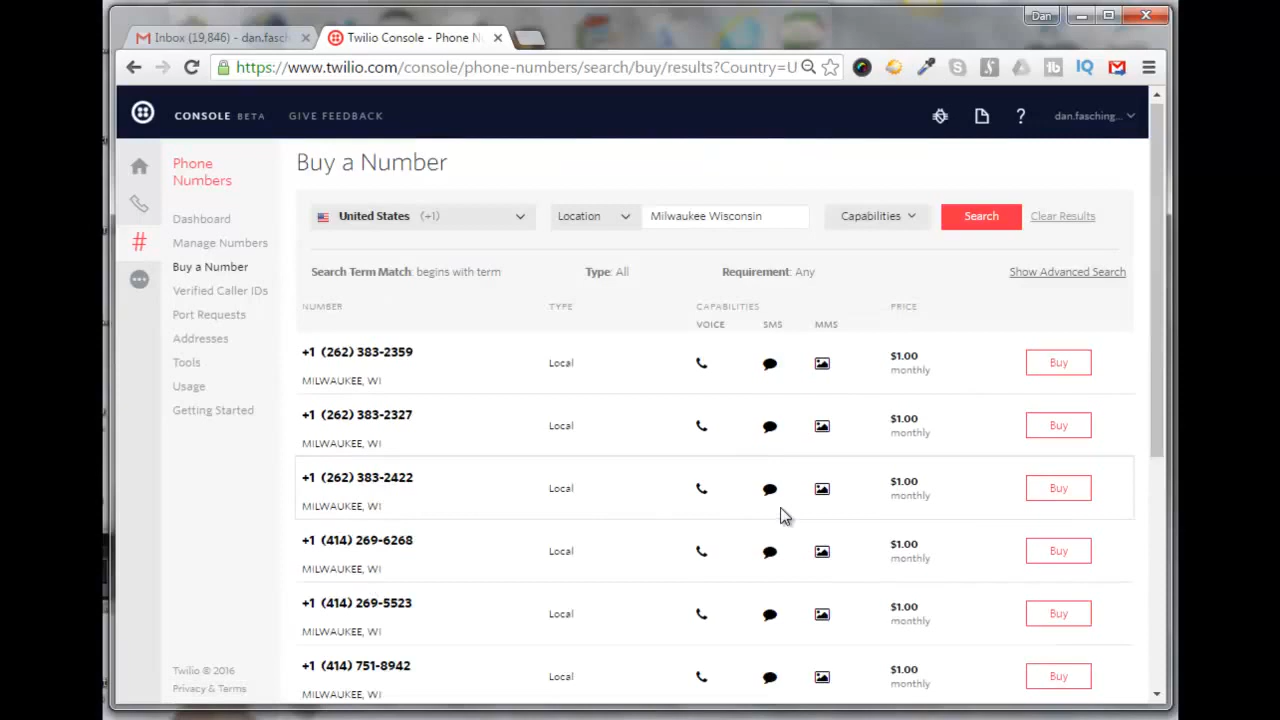 Dan
Inbox (19,846) - dan.fasch
Twilio Console - Phone N
https://www.twilio.com/console/phone-numbers/search/buy/results?Country=U
CONSOLE BETA GIVE FEEDBACK
dan.fasching...
Phone
Numbers
Dashboard
Manage Numbers
Buy a Number
Verified Caller IDs
Port Requests
Addresses
Tools
Usage
Getting Started
Twilio © 2016
Privacy & Terms
Buy a Number
United States (+1) Location Milwaukee Wisconsin Capabilities Search Clear Results
Search Term Match: begins with term Type: All Requirement: Any Show Advanced Search
NUMBER TYPE CAPABILITIES PRICE
VOICE SMS MMS
+1 (262) 383-2359 Local $1.00 Buy
MILWAUKEE, WI monthly
+1 (262) 383-2327 Local $1.00 Buy
MILWAUKEE, WI monthly
+1 (262) 383-2422 Local $1.00 Buy
MILWAUKEE, WI monthly
+1 (414) 269-6268 Local $1.00 Buy
MILWAUKEE, WI monthly
+1 (414) 269-5523 Local $1.00 Buy
MILWAUKEE, WI monthly
+1 (414) 751-8942 Local $1.00 Buy
MILWAUKEE, WI monthly